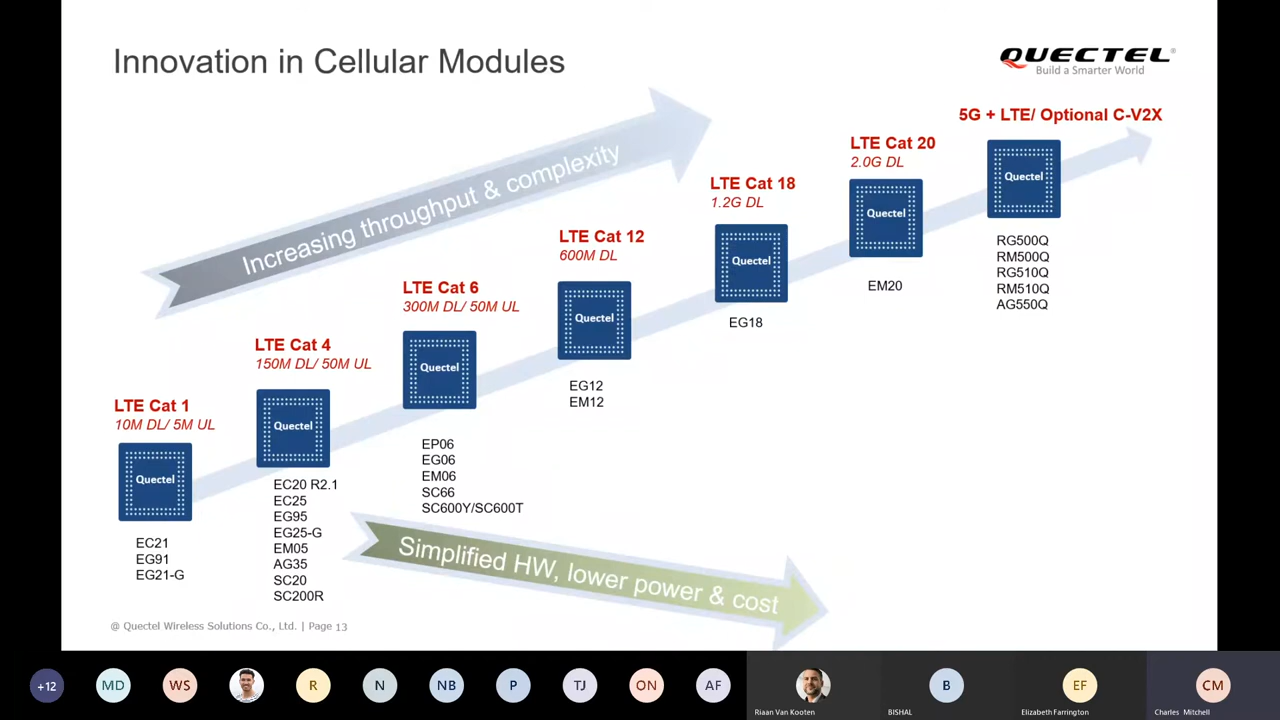 Innovation in Cellular Modules
QUECTEL®
Build a Smarter World
Increasing throughput & complexity
LTE Cat 1
10M DL/ 5M UL
Quectel
EC21
EG91
EG21-G
LTE Cat 4
150M DL/ 50M UL
Quectel
EC20 R2.1
EC25
EG95
EG25-G
EM05
AG35
SC20
SC200R
LTE Cat 6
300M DL/ 50M UL
Quectel
EP06
EG06
EM06
SC66
SC600Y/SC600T
LTE Cat 12
600M DL
Quectel
EG12
EM12
LTE Cat 18
1.2G DL
Quectel
EG18
LTE Cat 20
2.0G DL
Quectel
EM20
5G + LTE/ Optional C-V2X
Quectel
RG500Q
RM500Q
RG510Q
RM510Q
AG550Q
Simplified HW, lower power & cost
@ Quectel Wireless Solutions Co., Ltd. | Page 13
+12
MD
WS
R
N
NB
P
TJ
ON
AF
Riaan Van Kooten
B
BISHAL
EF
Elizabeth Farrington
CM
Charles Mitchell